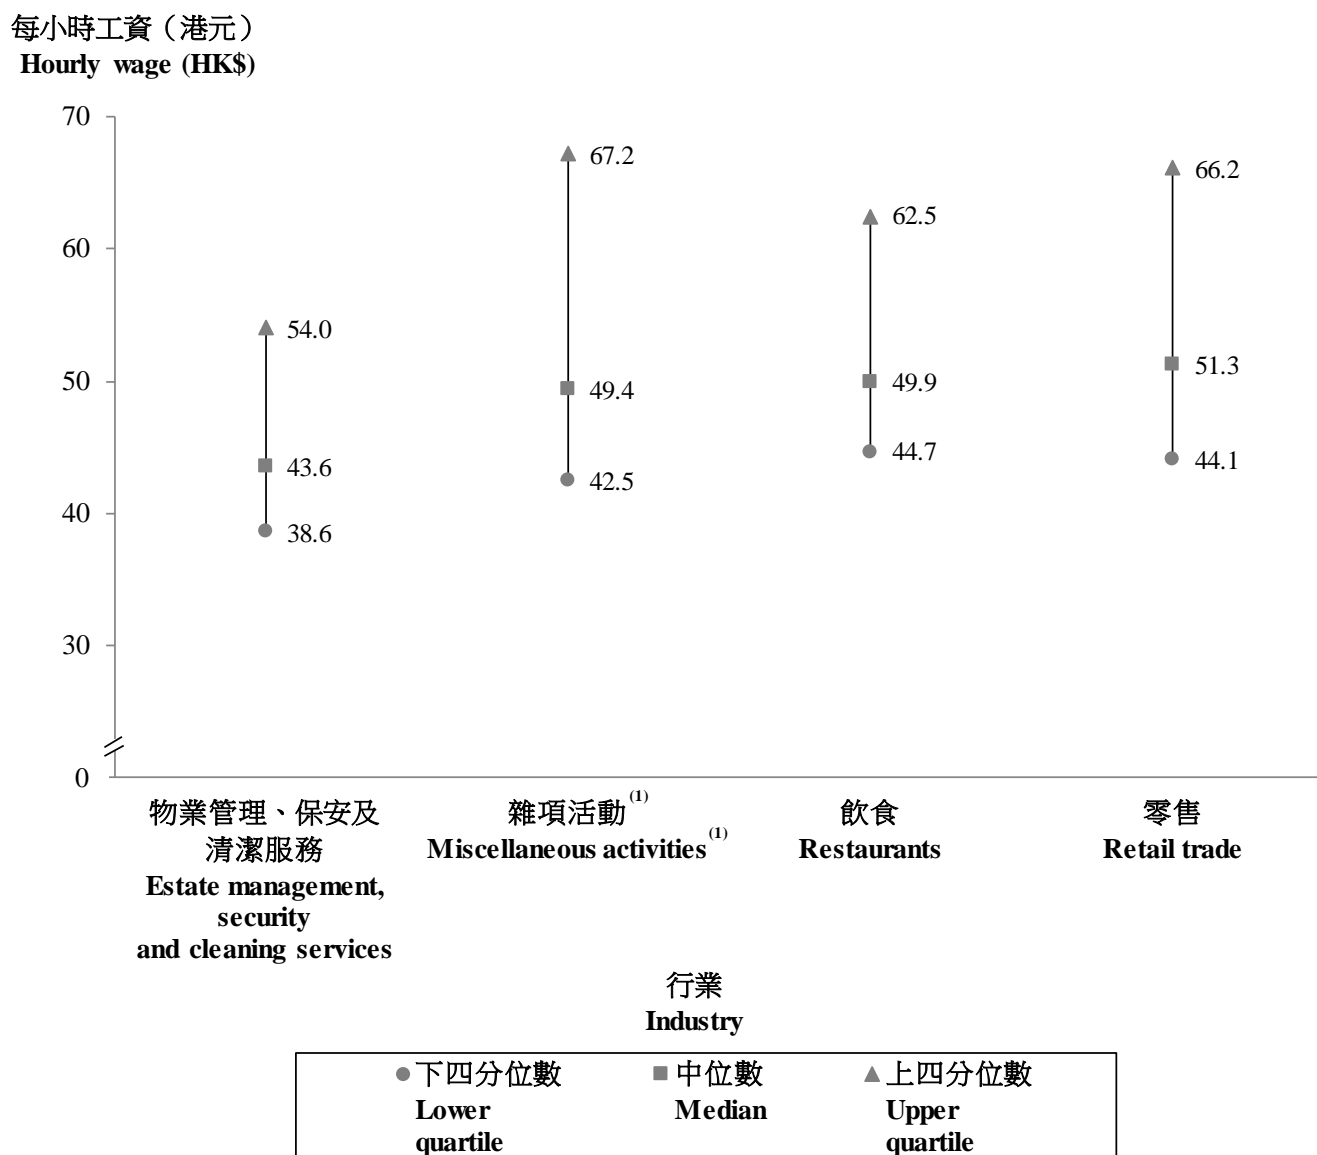 每小時工資（港元）
Hourly wage (HK$)
70
67.2
66.2
62.5
60
54.0
51.3
50
49.9
49.4
44.7
44.1
43.6
42.5
40
38.6
30
0
物業管理、保安及
清潔服務
Estate management,
security
and cleaning services
雜項活動(1)
Miscellaneous activities(1)
飲食
Restaurants
零售
Retail trade
行業
Industry
下四分位數
Lower
quartile
中位數
Median
上四分位數
Upper
quartile